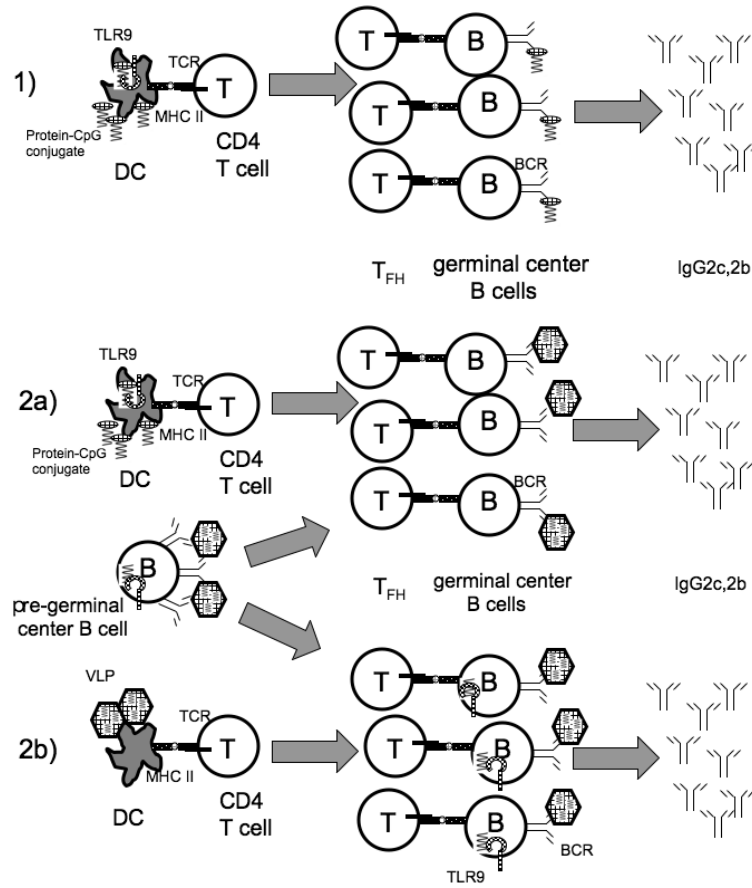 TLR9
TCR
1)
T
T
B
T
B
MHC II
Protein-CpG
conjugate
DC
CD4
T cell
BCR
T
B
TFH
germinal center
B cells
IgG2c,2b
TLR9
TCR
2a)
T
T
B
T
B
MHC II
Protein-CpG
conjugate
DC
CD4
T cell
BCR
T
B
B
pre-germinal
center B cell
TFH
germinal center
B cells
IgG2c,2b
VLP
TCR
2b)
T
T
B
T
B
MHC II
DC
CD4
T cell
T
B
BCR
TLR9